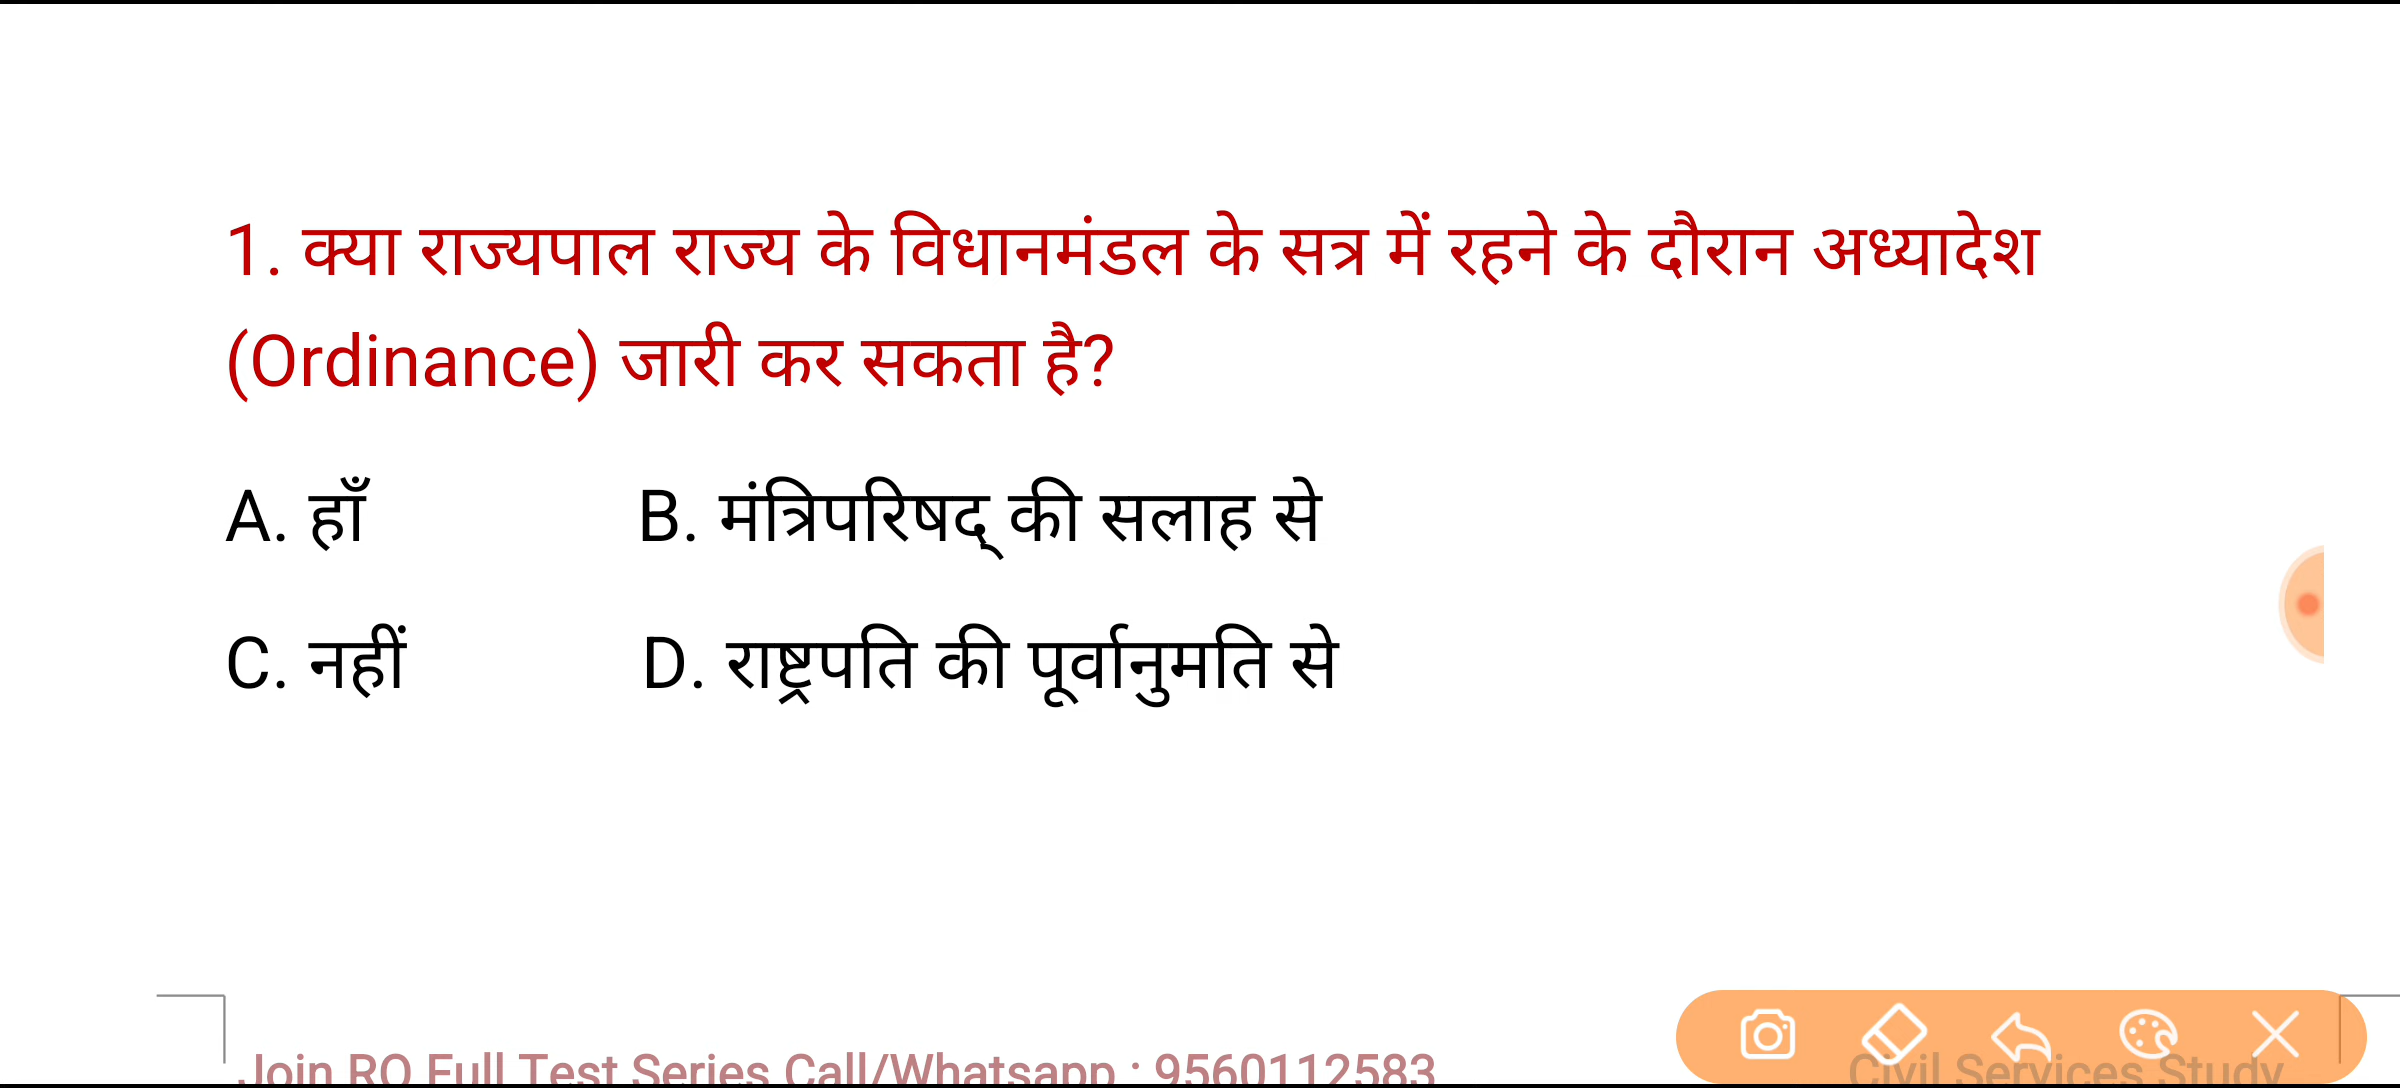 1. क्या राज्यपाल राज्य के विधानमंडल के सत्र में रहने के दौरान अध्यादेश
(Ordinance) जारी कर सकता है?
A. हाँ B. मंत्रिपरिषद् की सलाह से
C. नहीं D. राष्ट्रपति की पूर्वानुमति से
Join RO Full Test Series Call/Whatsapp : 9560112583 Civil Services Study